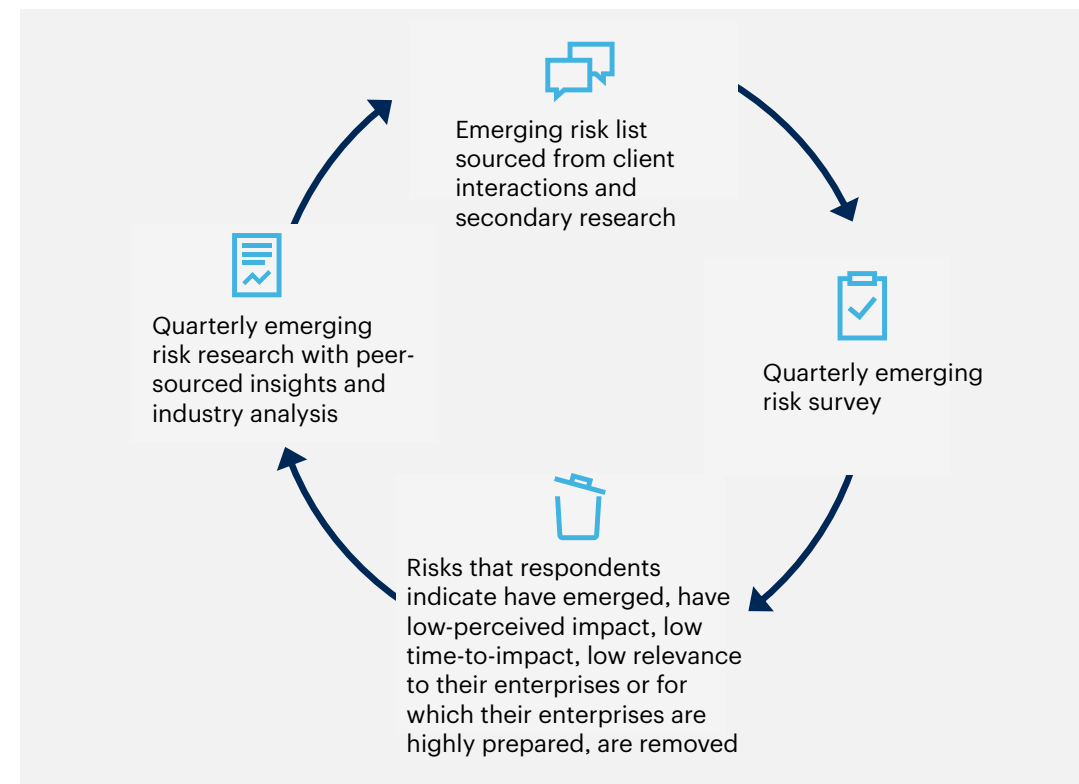 Emerging risk list
sourced from client
interactions and
secondary research
Quarterly emerging
risk survey
Risks that respondents
indicate have emerged, have
low-perceived impact, low
time-to-impact, low relevance
to their enterprises or for
which their enterprises are
highly prepared, are removed
Quarterly emerging
risk research with peer-
sourced insights and
industry analysis